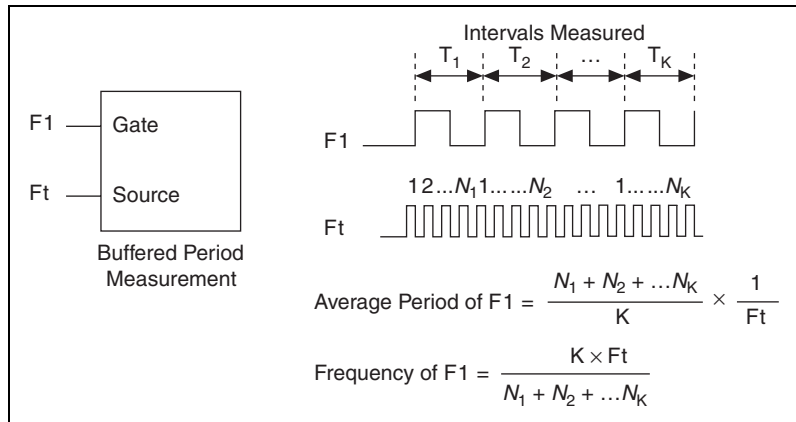 Intervals Measured
T1 T2 … TK
F1 Gate
F1
Ft Source
1 2 ...N1 1... ...N2 … 1... ...NK
Ft
Buffered Period
Measurement
Average Period of F1 = (N1 + N2 + …NK) / K × 1 / Ft
Frequency of F1 = (K × Ft) / (N1 + N2 + …NK)